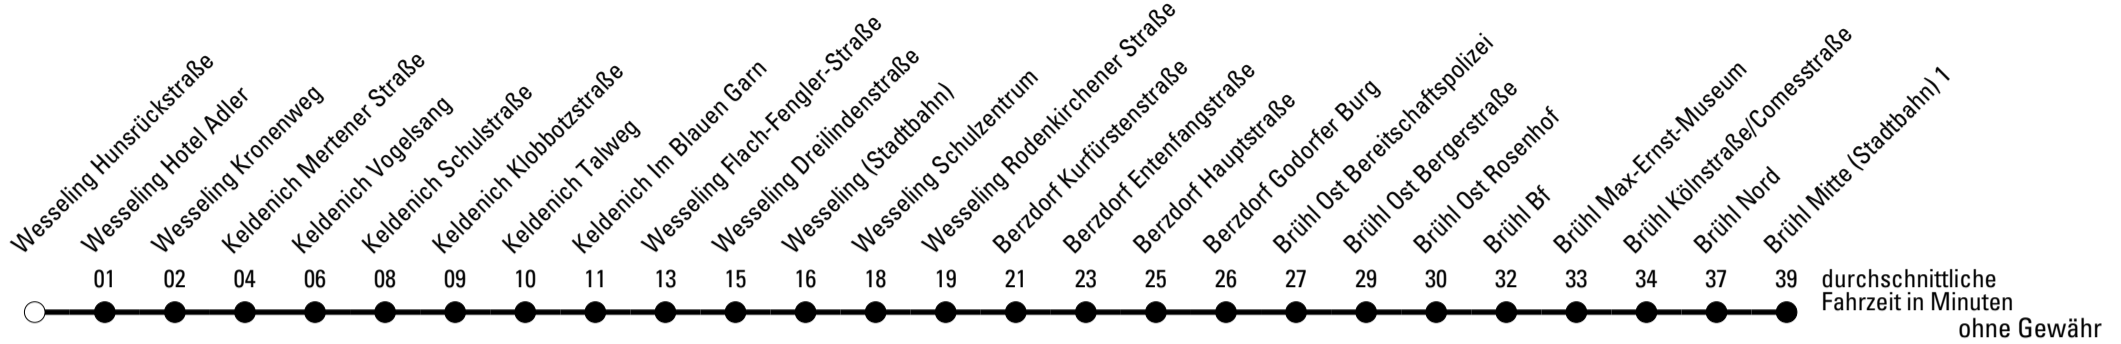 Wesseling Hunsrückstraße
Wesseling Hotel Adler
Wesseling Kronenweg
Keldenich Mertener Straße
Keldenich Vogelsang
Keldenich Schulstraße
Keldenich Klobbotzstraße
Keldenich Talweg
Keldenich Im Blauen Garn
Wesseling Flach-Fengler-Straße
Wesseling Dreilindenstraße
Wesseling (Stadtbahn)
Wesseling Schulzentrum
Wesseling Rodenkirchener Straße
Berzdorf Kurfürstenstraße
Berzdorf Entenfangstraße
Berzdorf Hauptstraße
Berzdorf Godorfer Burg
Brühl Ost Bereitschaftspolizei
Brühl Ost Bergerstraße
Brühl Ost Rosenhof
Brühl Bf
Brühl Max-Ernst-Museum
Brühl Kölnstraße/Comesstraße
Brühl Nord
Brühl Mitte (Stadtbahn) 1
01 02 04 06 08 09 10 11 13 15 16 18 19 21 23 25 26 27 29 30 32 33 34 37 39
durchschnittliche
Fahrzeit in Minuten
ohne Gewähr